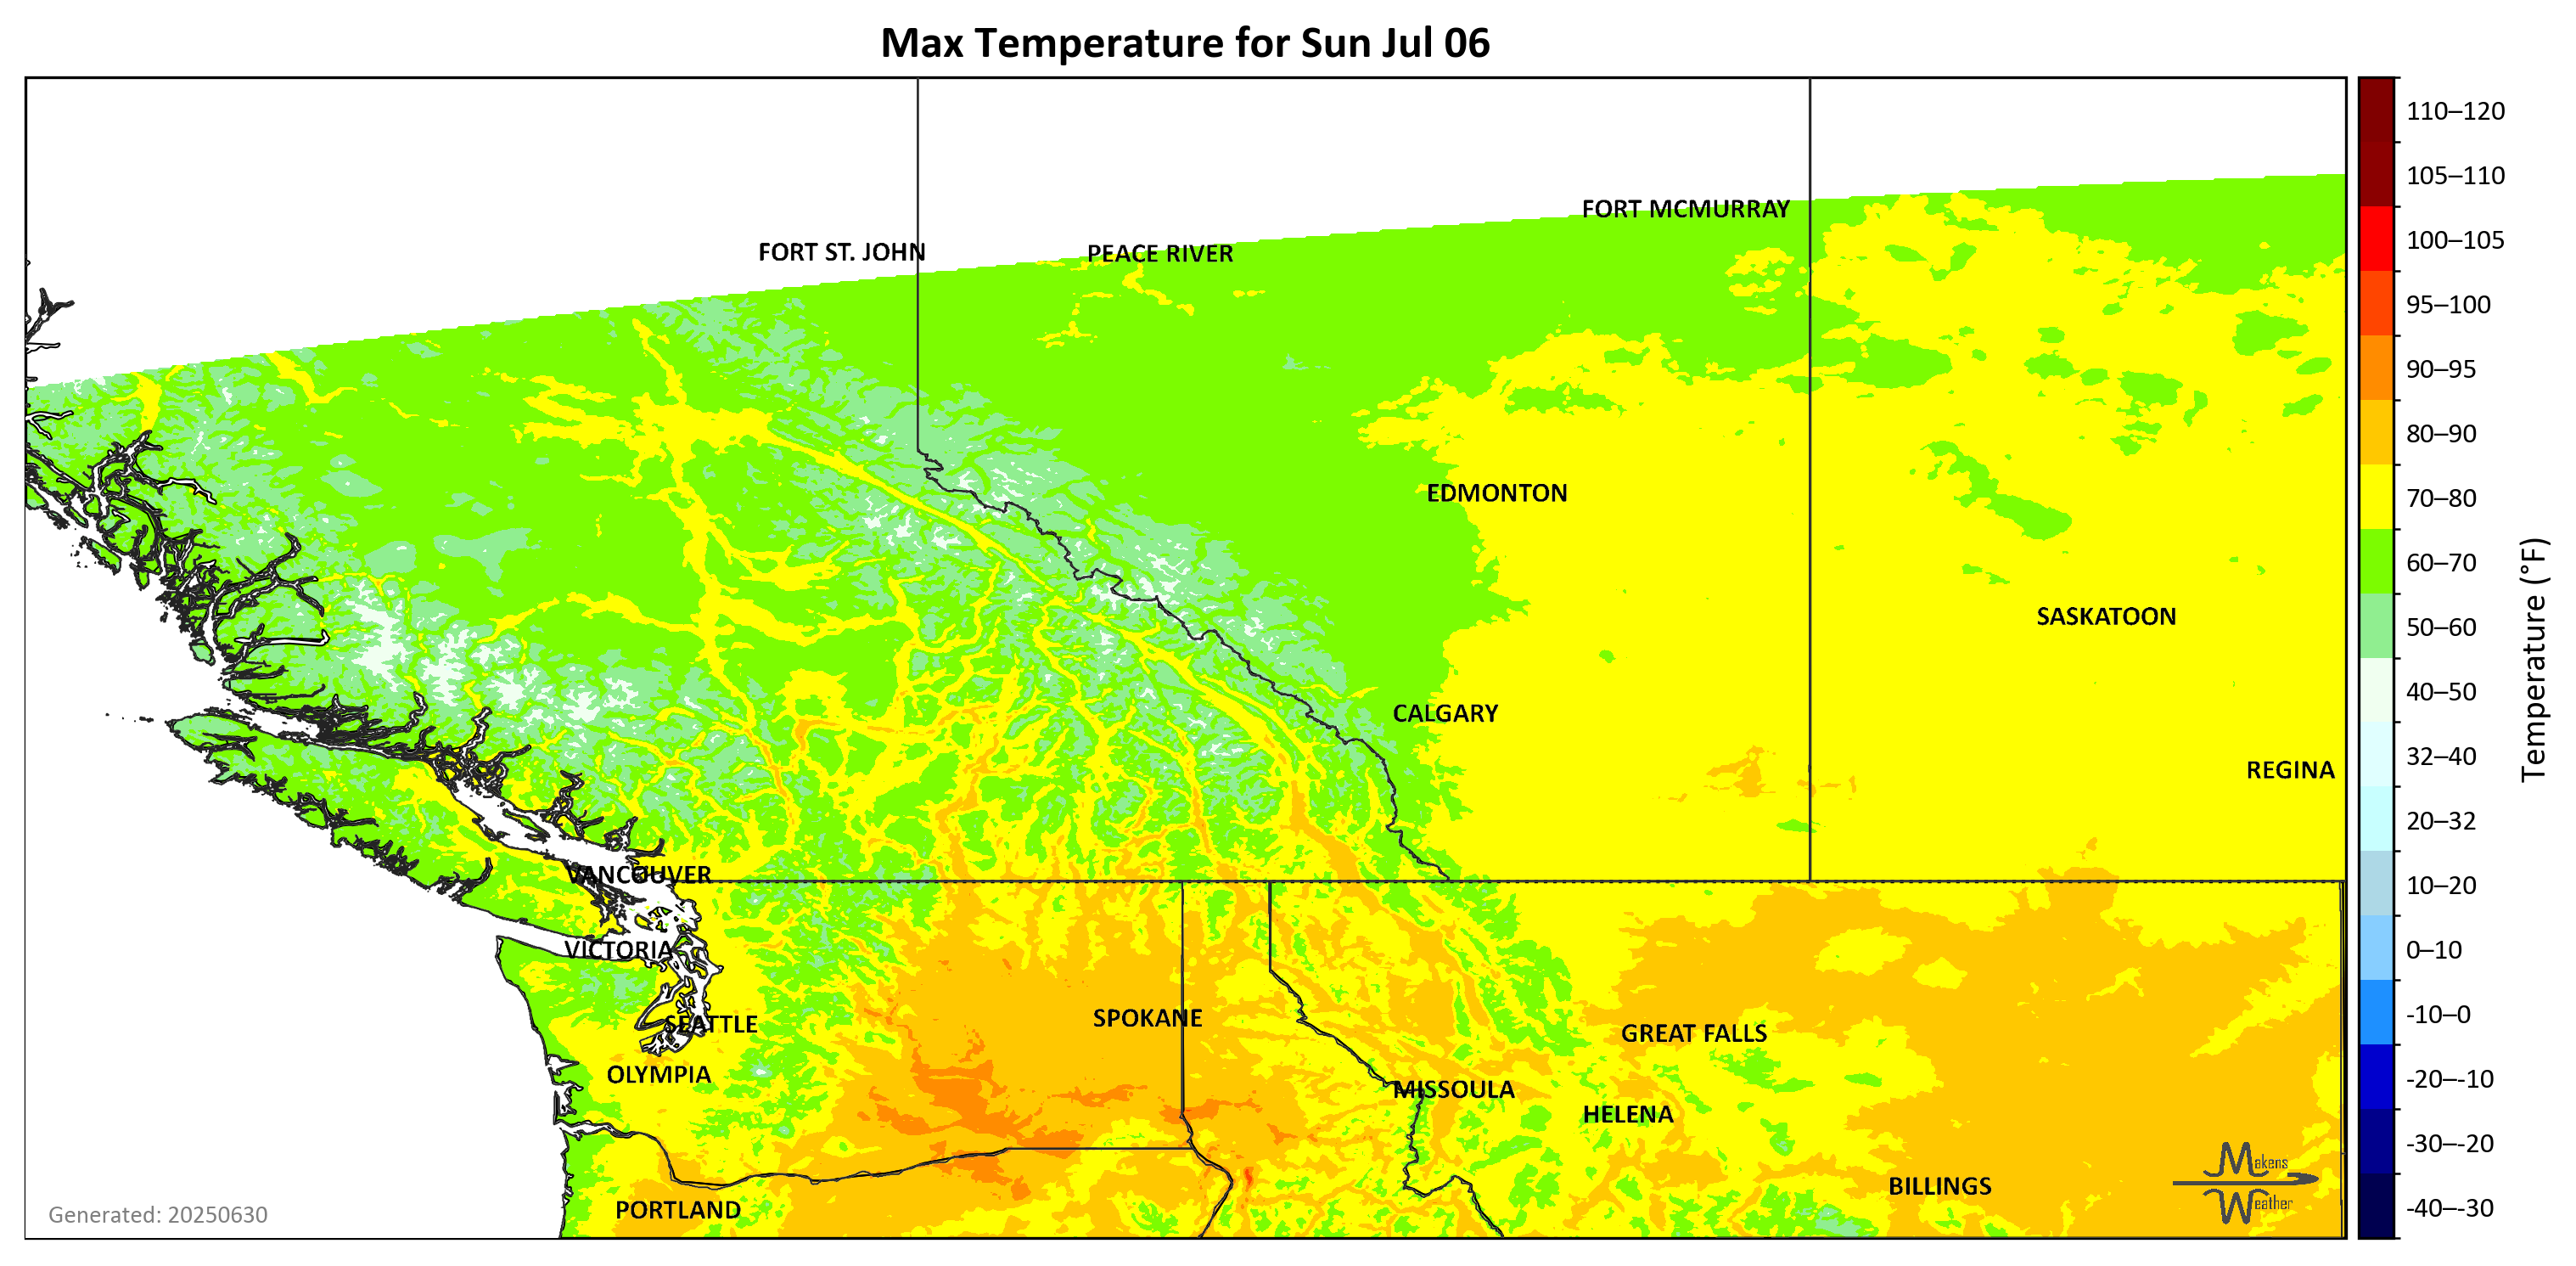 Max Temperature for Sun Jul 06
FORT MCMURRAY
FORT ST. JOHN
PEACE RIVER
EDMONTON
SASKATOON
CALGARY
REGINA
VANCOUVER
VICTORIA
SEATTLE
SPOKANE
GREAT FALLS
OLYMPIA
MISSOULA
HELENA
BILLINGS
PORTLAND
Makens
Weather
Generated: 20250630
110–120
105–110
100–105
95–100
90–95
80–90
70–80
60–70
50–60
40–50
32–40
20–32
10–20
0–10
-10–0
-20–-10
-30–-20
-40–-30
Temperature (°F)